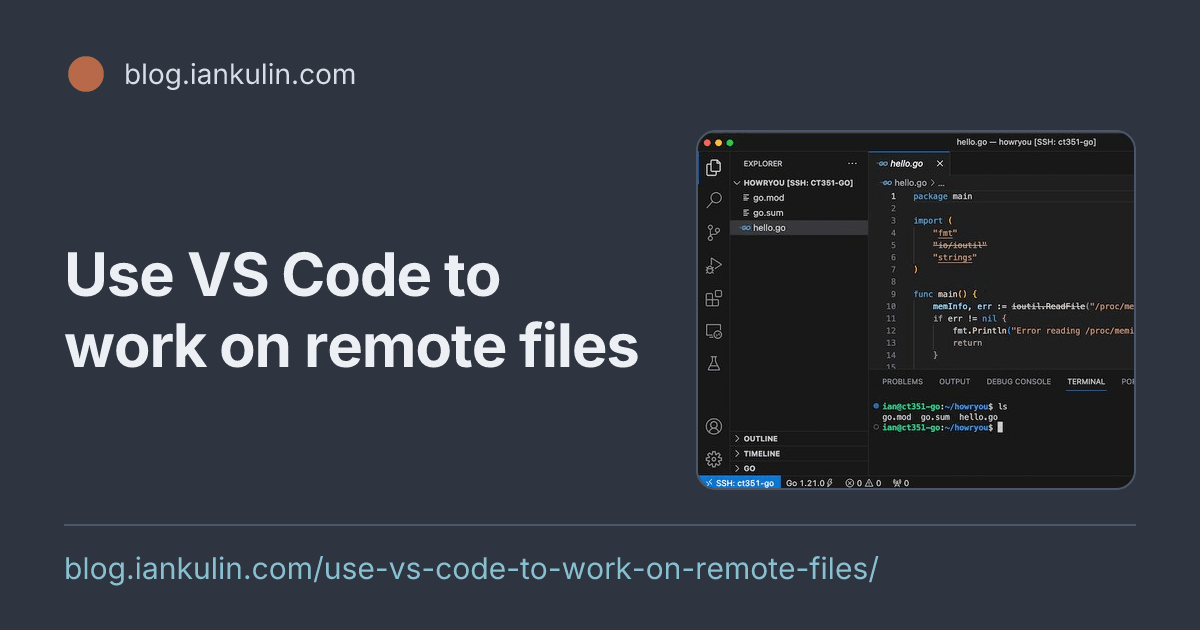 blog.iankulin.com
Use VS Code to
work on remote files
hello.go — howryou [SSH: ct351-go]
EXPLORER ...
HOWRYOU [SSH: CT351-GO]
go.mod
go.sum
hello.go
OUTLINE
TIMELINE
GO
hello.go
hello.go > ...
1 package main
2
3 import (
4 "fmt"
5 "io/ioutil"
6 "strings"
7 )
8
9 func main() {
10 memInfo, err := ioutil.ReadFile("/proc/me
11 if err != nil {
12 fmt.Println("Error reading /proc/memi
13 return
14 }
15
PROBLEMS OUTPUT DEBUG CONSOLE TERMINAL POR
ian@ct351-go:~/howryou$ ls
go.mod go.sum hello.go
ian@ct351-go:~/howryou$
SSH: ct351-go Go 1.21.0 0 0 0
blog.iankulin.com/use-vs-code-to-work-on-remote-files/